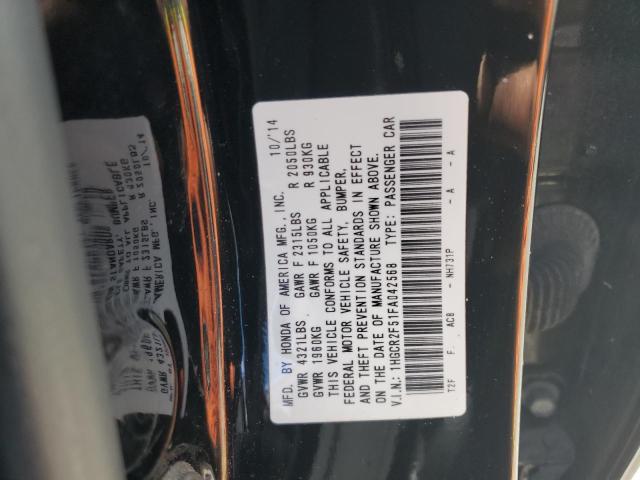 MFD. BY HONDA OF AMERICA MFG., INC. 10/14
GVWR 4321LBS GAWR F 2315LBS R 2050LBS
GVWR 1960KG GAWR F 1050KG R 930KG
THIS VEHICLE CONFORMS TO ALL APPLICABLE
FEDERAL MOTOR VEHICLE SAFETY, BUMPER,
AND THEFT PREVENTION STANDARDS IN EFFECT
ON THE DATE OF MANUFACTURE SHOWN ABOVE.
V.I.N.: 1HGCR2F51FA042568 TYPE: PASSENGER CAR
T2F F. AC8 - NH731P - A - A